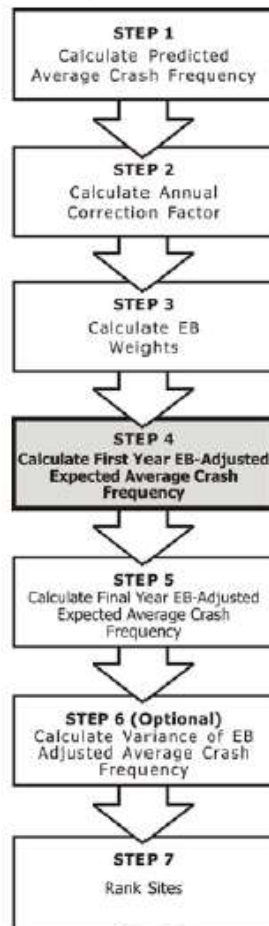 STEP 1
Calculate Predicted
Average Crash Frequency
STEP 2
Calculate Annual
Correction Factor
STEP 3
Calculate EB
Weights
STEP 4
Calculate First Year EB-Adjusted
Expected Average Crash
Frequency
STEP 5
Calculate Final Year EB-Adjusted
Expected Average Crash
Frequency
STEP 6 (Optional)
Calculate Variance of EB
Adjusted Average Crash
Frequency
STEP 7
Rank Sites